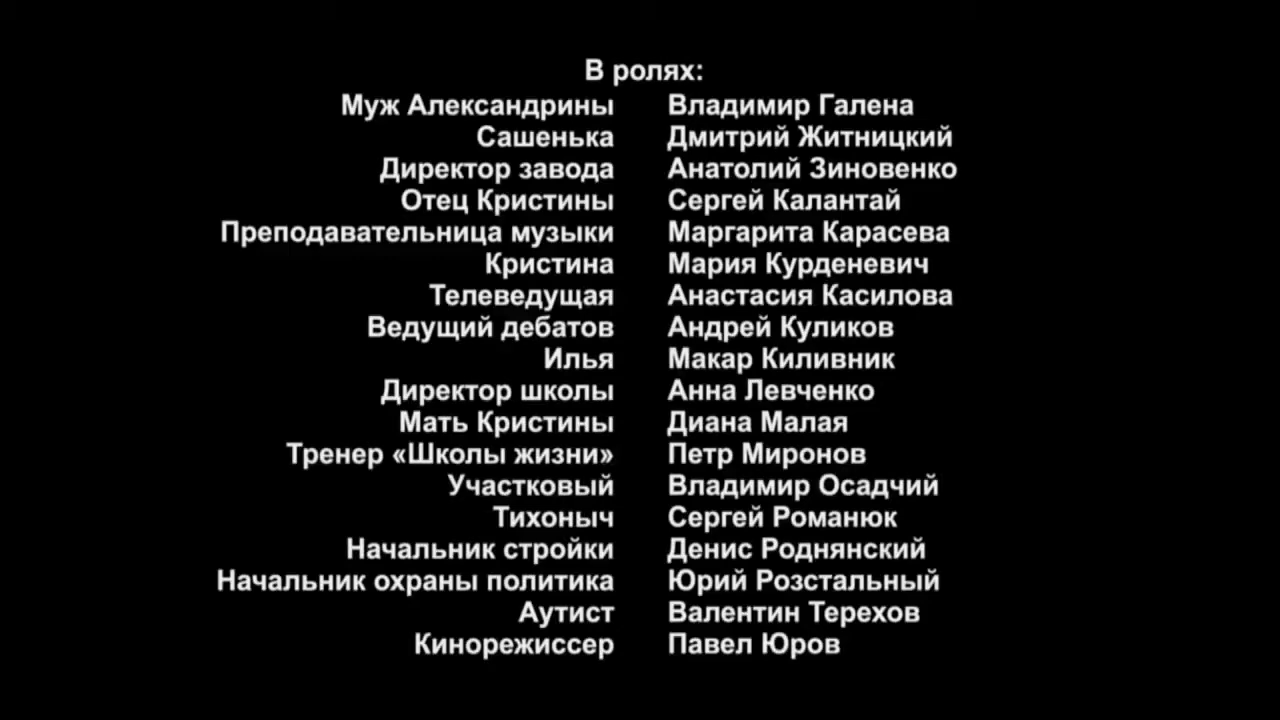 В ролях:
Муж Александрины Владимир Галена
Сашенька Дмитрий Житницкий
Директор завода Анатолий Зиновенко
Отец Кристины Сергей Калантай
Преподавательница музыки Маргарита Карасева
Кристина Мария Курденевич
Телеведущая Анастасия Касилова
Ведущий дебатов Андрей Куликов
Илья Макар Киливник
Директор школы Анна Левченко
Мать Кристины Диана Малая
Тренер «Школы жизни» Петр Миронов
Участковый Владимир Осадчий
Тихоныч Сергей Романюк
Начальник стройки Денис Роднянский
Начальник охраны политика Юрий Розстальный
Аутист Валентин Терехов
Кинорежиссер Павел Юров